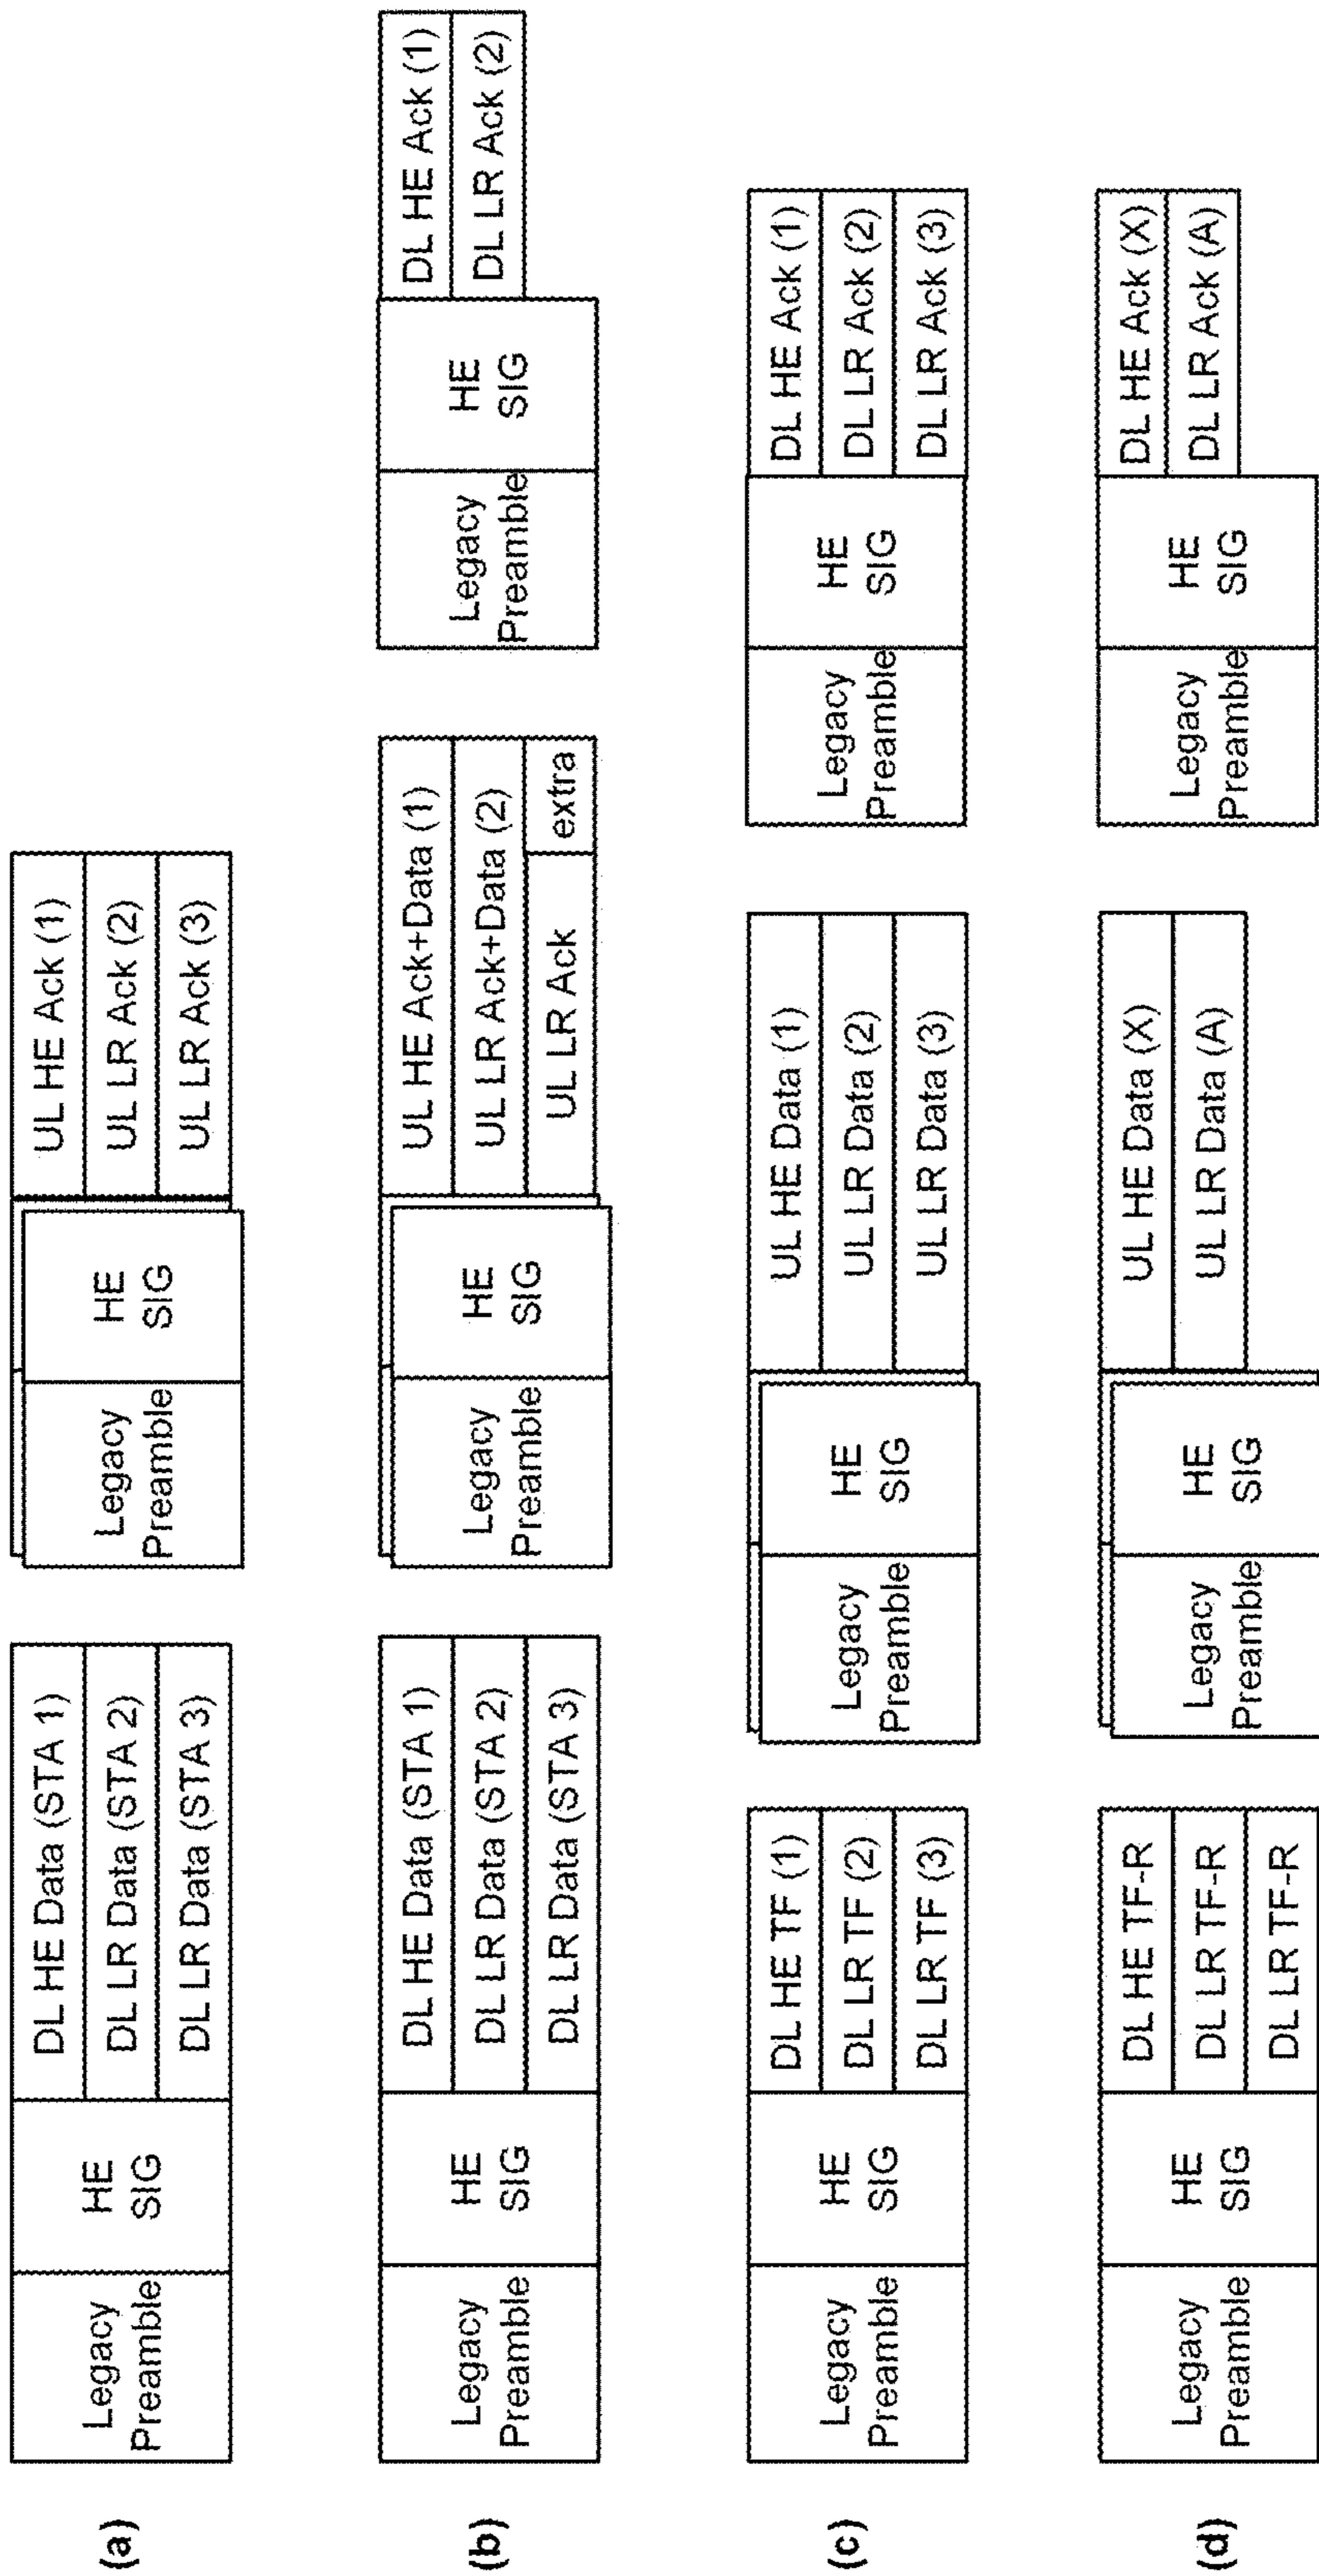 (a)
Legacy
Preamble
HE
SIG
DL HE Data (STA 1)
DL LR Data (STA 2)
DL LR Data (STA 3)
Legacy
Preamble
HE
SIG
UL HE Ack (1)
UL LR Ack (2)
UL LR Ack (3)
(b)
Legacy
Preamble
HE
SIG
DL HE Data (STA 1)
DL LR Data (STA 2)
DL LR Data (STA 3)
Legacy
Preamble
HE
SIG
UL HE Ack+Data (1)
UL LR Ack+Data (2)
UL LR Ack
extra
Legacy
Preamble
HE
SIG
DL HE Ack (1)
DL LR Ack (2)
(c)
Legacy
Preamble
HE
SIG
DL HE TF (1)
DL LR TF (2)
DL LR TF (3)
Legacy
Preamble
HE
SIG
UL HE Data (1)
UL LR Data (2)
UL LR Data (3)
Legacy
Preamble
HE
SIG
DL HE Ack (1)
DL LR Ack (2)
DL LR Ack (3)
(d)
Legacy
Preamble
HE
SIG
DL HE TF-R
DL LR TF-R
DL LR TF-R
Legacy
Preamble
HE
SIG
UL HE Data (X)
UL LR Data (A)
Legacy
Preamble
HE
SIG
DL HE Ack (X)
DL LR Ack (A)